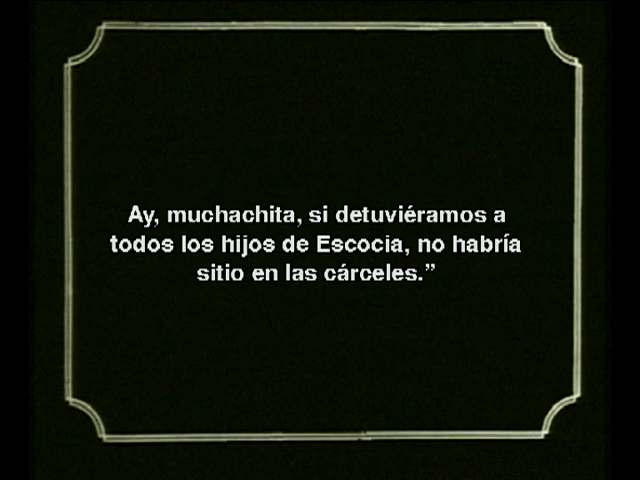 Ay, muchachita, si detuviéramos a
todos los hijos de Escocia, no habría
sitio en las cárceles.”